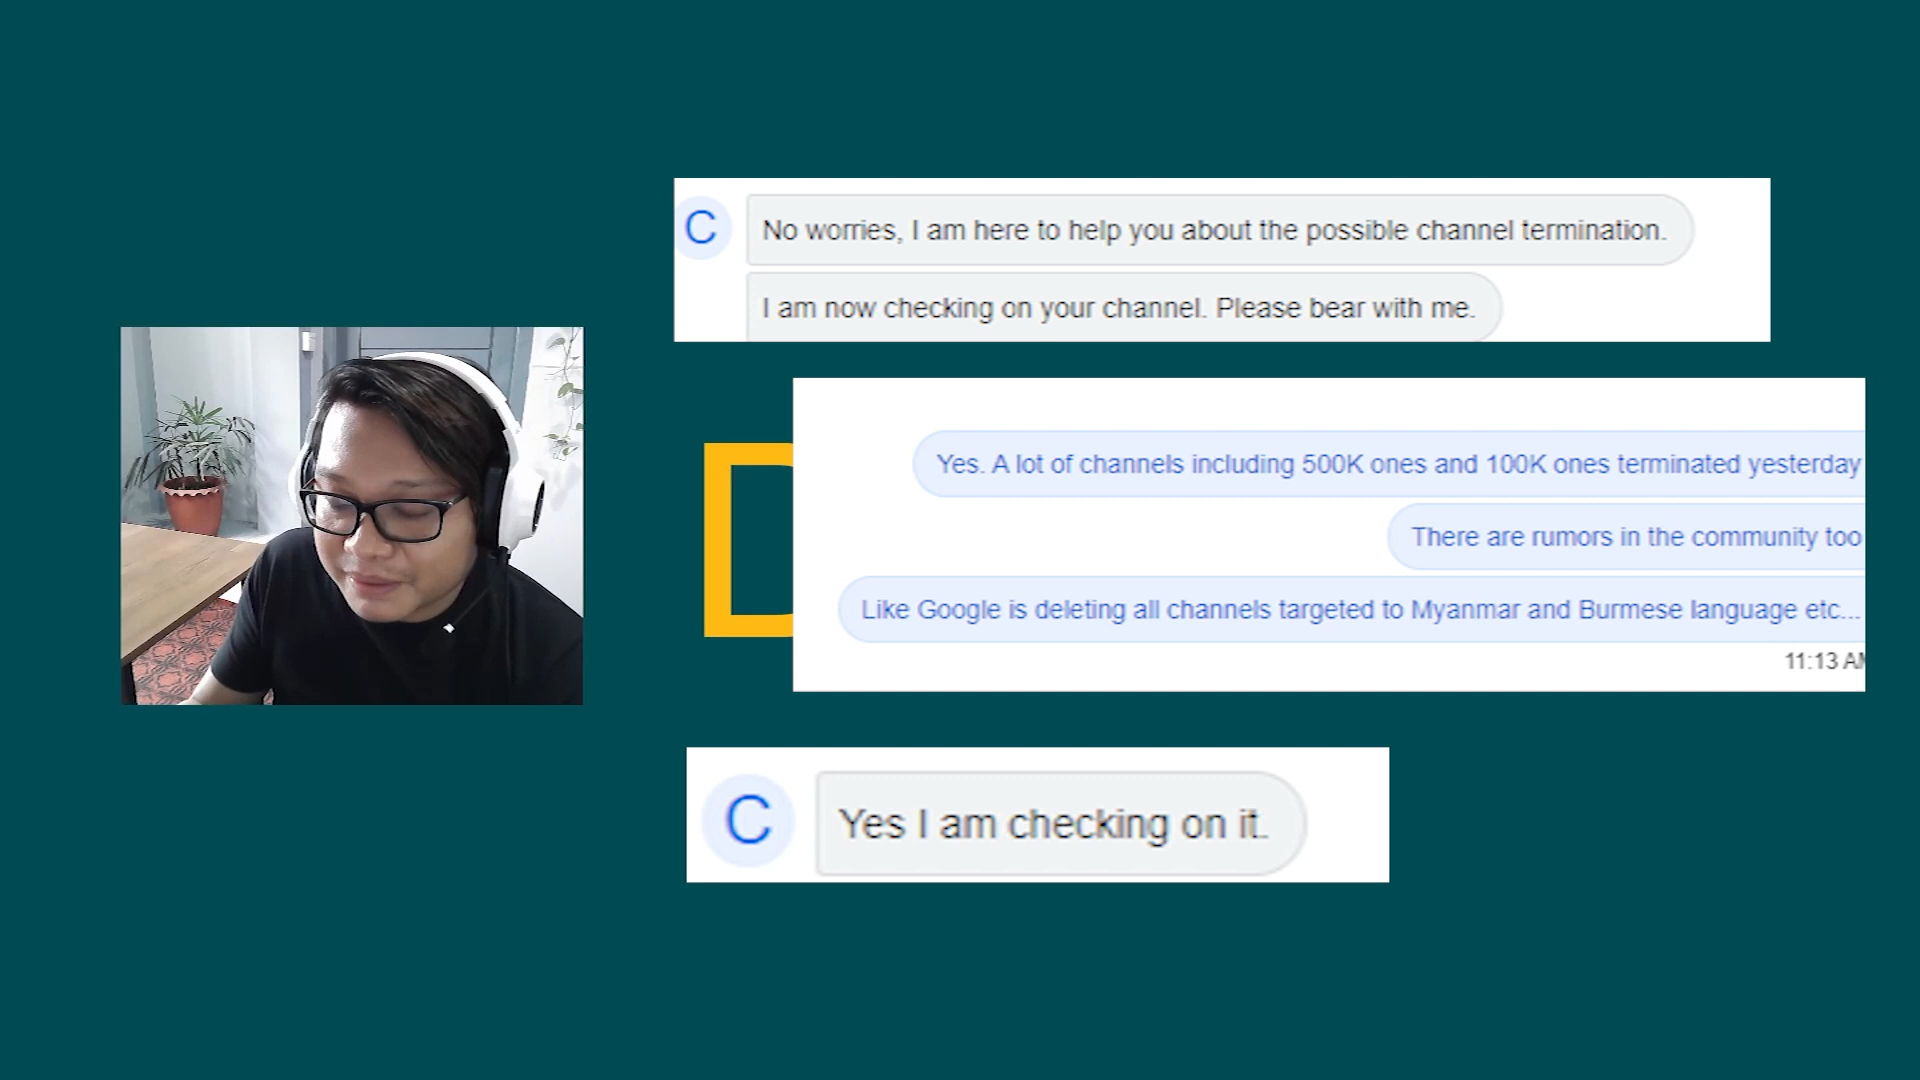 C
No worries, I am here to help you about the possible channel termination.
I am now checking on your channel. Please bear with me.
D
Yes. A lot of channels including 500K ones and 100K ones terminated yesterday
There are rumors in the community too
Like Google is deleting all channels targeted to Myanmar and Burmese language etc...
11:13 AM
C
Yes I am checking on it.